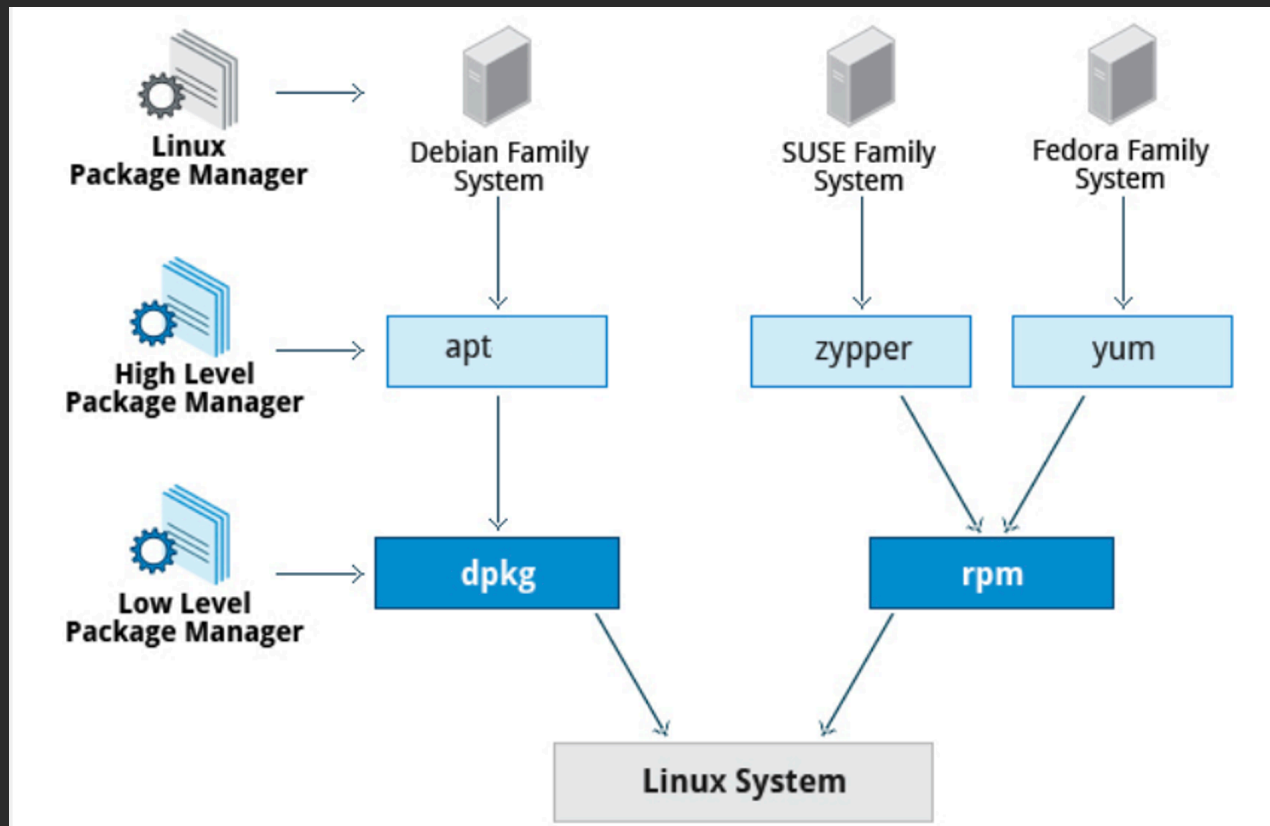 Linux
Package Manager
Debian Family
System
SUSE Family
System
Fedora Family
System
High Level
Package Manager
apt
zypper
yum
Low Level
Package Manager
dpkg
rpm
Linux System